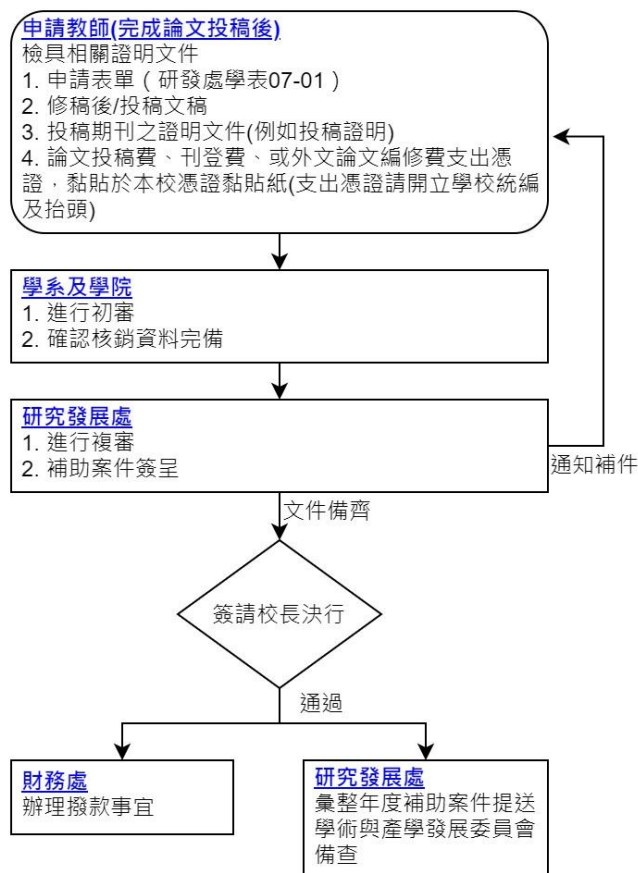 申請教師(完成論文投稿後)
檢具相關證明文件
1. 申請表單（研發處學表07-01）
2. 修稿後/投稿文稿
3. 投稿期刊之證明文件(例如投稿證明)
4. 論文投稿費、刊登費、或外文論文編修費支出憑
證，黏貼於本校憑證黏貼紙(支出憑證請開立學校統編
及抬頭)
學系及學院
1. 進行初審
2. 確認核銷資料完備
研究發展處
1. 進行複審
2. 補助案件簽呈
通知補件
文件備齊
簽請校長決行
通過
財務處
辦理撥款事宜
研究發展處
彙整年度補助案件提送
學術與產學發展委員會
備查